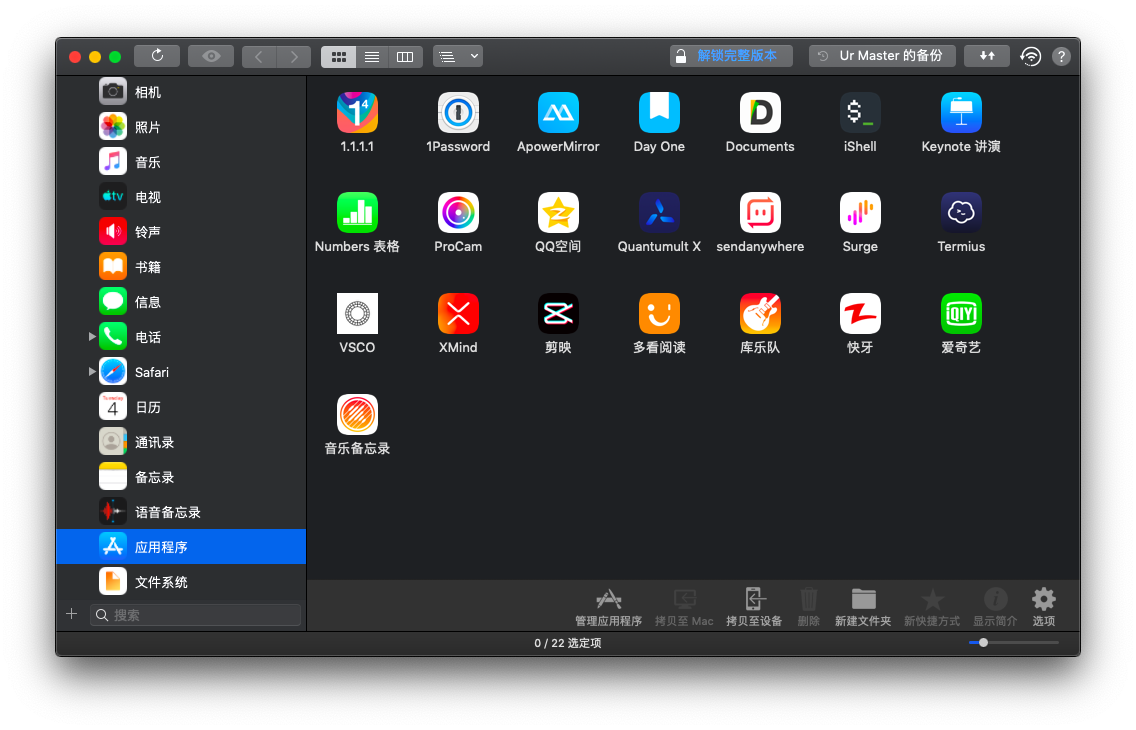 解锁完整版本
Ur Master 的备份
?
相机
照片
音乐
tv
电视
铃声
书籍
信息
电话
Safari
Tuesday
4
日历
通讯录
备忘录
语音备忘录
应用程序
文件系统
搜索
1⁴
1.1.1.1
1Password
ApowerMirror
Day One
D
Documents
$_
iShell
Keynote 讲演
Numbers 表格
ProCam
QQ空间
Quantumult X
sendanywhere
Surge
Termius
VSCO
XMind
剪映
多看阅读
库乐队
快牙
iQIYI
爱奇艺
音乐备忘录
管理应用程序
拷贝至 Mac
拷贝至设备
删除
新建文件夹
新快捷方式
显示简介
选项
0 / 22 选定项